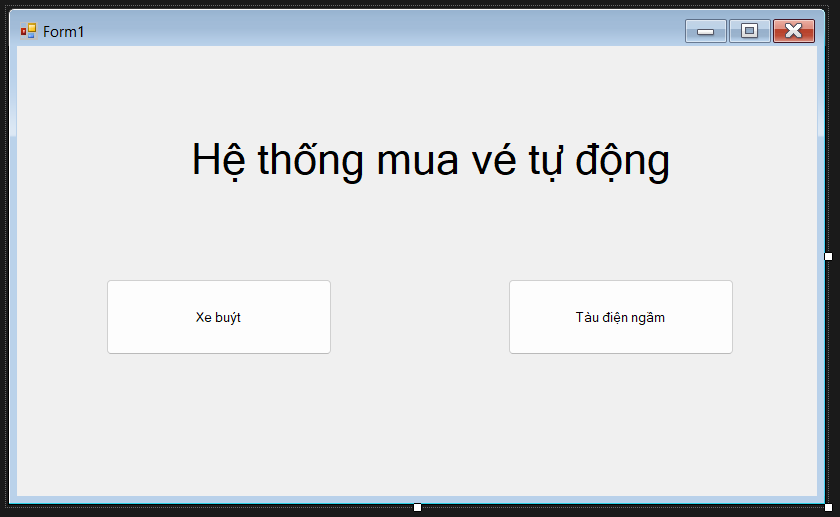 Form1
Hệ thống mua vé tự động
Xe buýt
Tàu điện ngầm